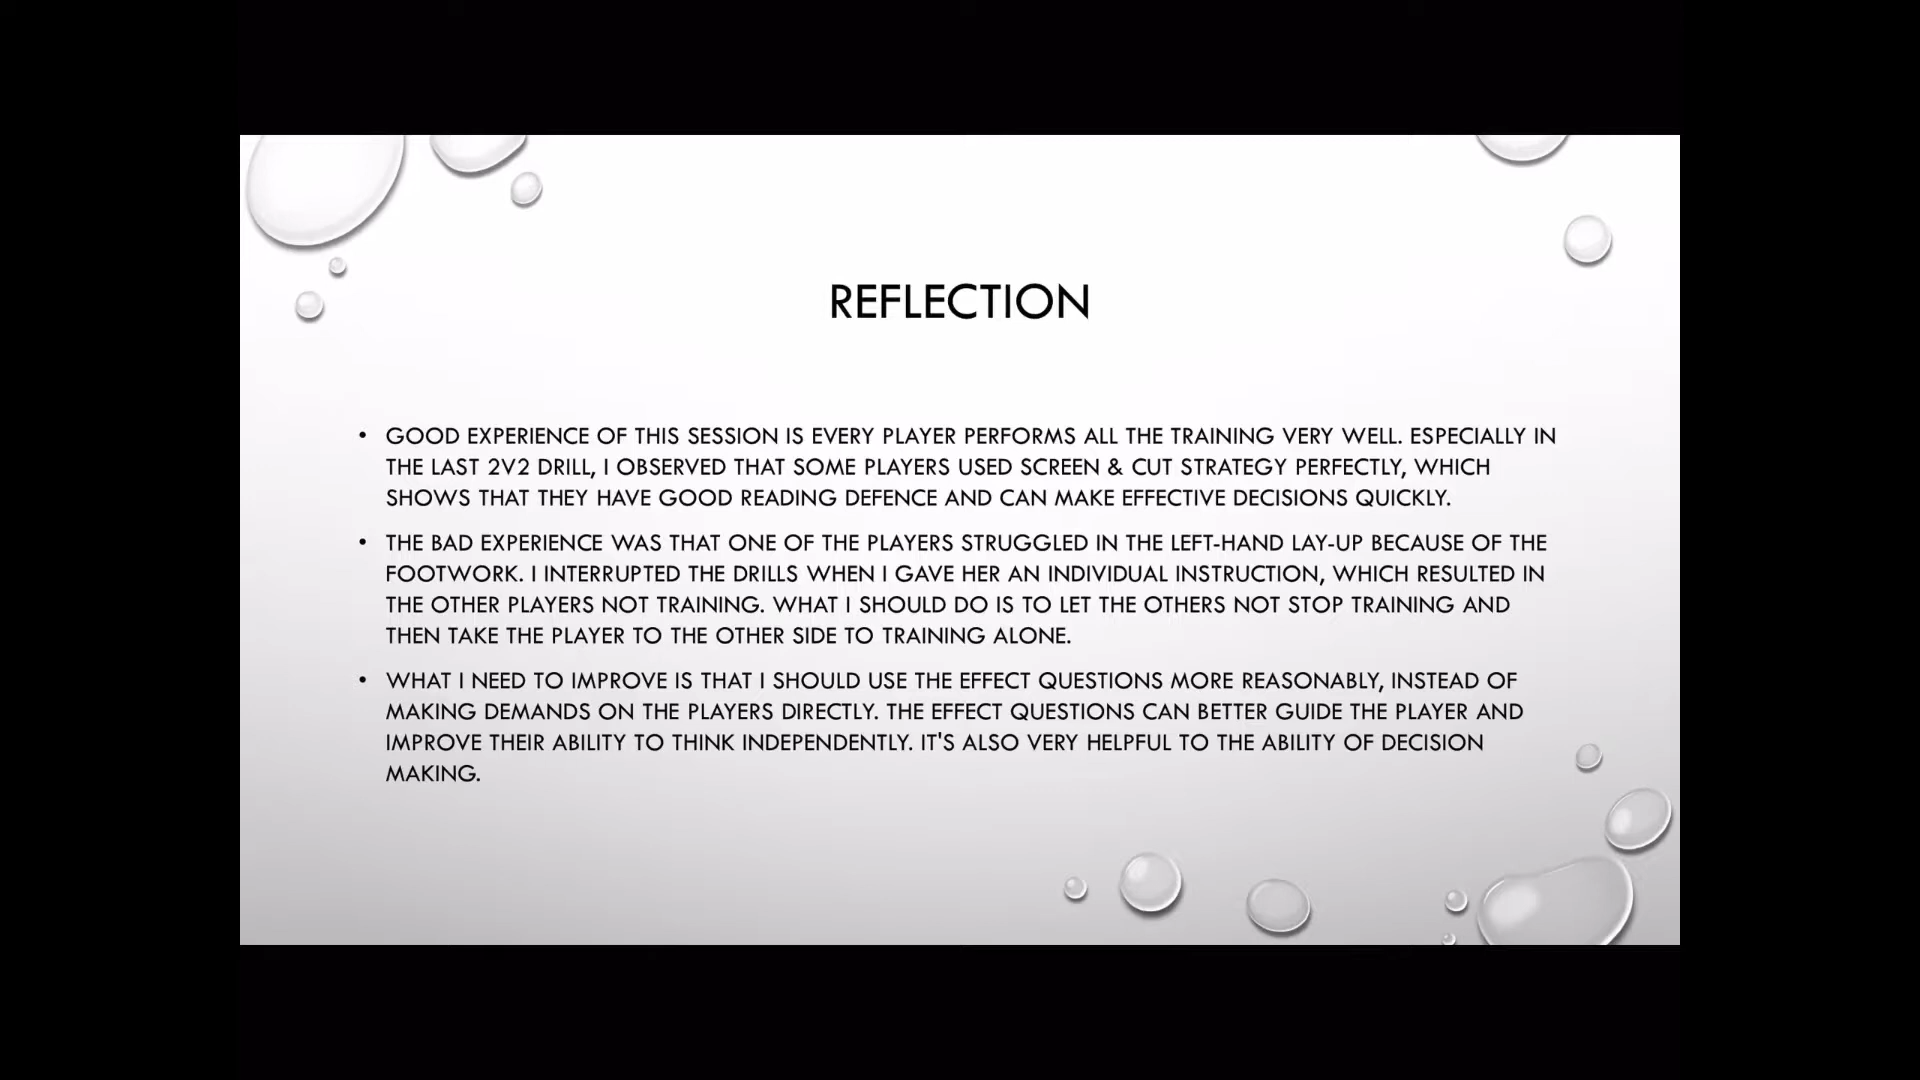 REFLECTION
• GOOD EXPERIENCE OF THIS SESSION IS EVERY PLAYER PERFORMS ALL THE TRAINING VERY WELL. ESPECIALLY IN
THE LAST 2V2 DRILL, I OBSERVED THAT SOME PLAYERS USED SCREEN & CUT STRATEGY PERFECTLY, WHICH
SHOWS THAT THEY HAVE GOOD READING DEFENCE AND CAN MAKE EFFECTIVE DECISIONS QUICKLY.
• THE BAD EXPERIENCE WAS THAT ONE OF THE PLAYERS STRUGGLED IN THE LEFT-HAND LAY-UP BECAUSE OF THE
FOOTWORK. I INTERRUPTED THE DRILLS WHEN I GAVE HER AN INDIVIDUAL INSTRUCTION, WHICH RESULTED IN
THE OTHER PLAYERS NOT TRAINING. WHAT I SHOULD DO IS TO LET THE OTHERS NOT STOP TRAINING AND
THEN TAKE THE PLAYER TO THE OTHER SIDE TO TRAINING ALONE.
• WHAT I NEED TO IMPROVE IS THAT I SHOULD USE THE EFFECT QUESTIONS MORE REASONABLY, INSTEAD OF
MAKING DEMANDS ON THE PLAYERS DIRECTLY. THE EFFECT QUESTIONS CAN BETTER GUIDE THE PLAYER AND
IMPROVE THEIR ABILITY TO THINK INDEPENDENTLY. IT'S ALSO VERY HELPFUL TO THE ABILITY OF DECISION
MAKING.